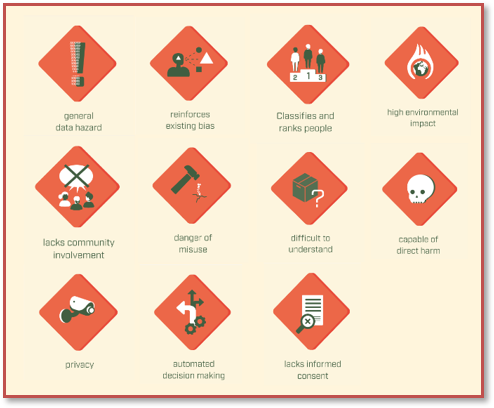 general
data hazard
reinforces
existing bias
2 1 3
Classifies and
ranks people
high environmental
impact
lacks community
involvement
danger of
misuse
?
difficult to
understand
capable of
direct harm
privacy
automated
decision making
lacks informed
consent